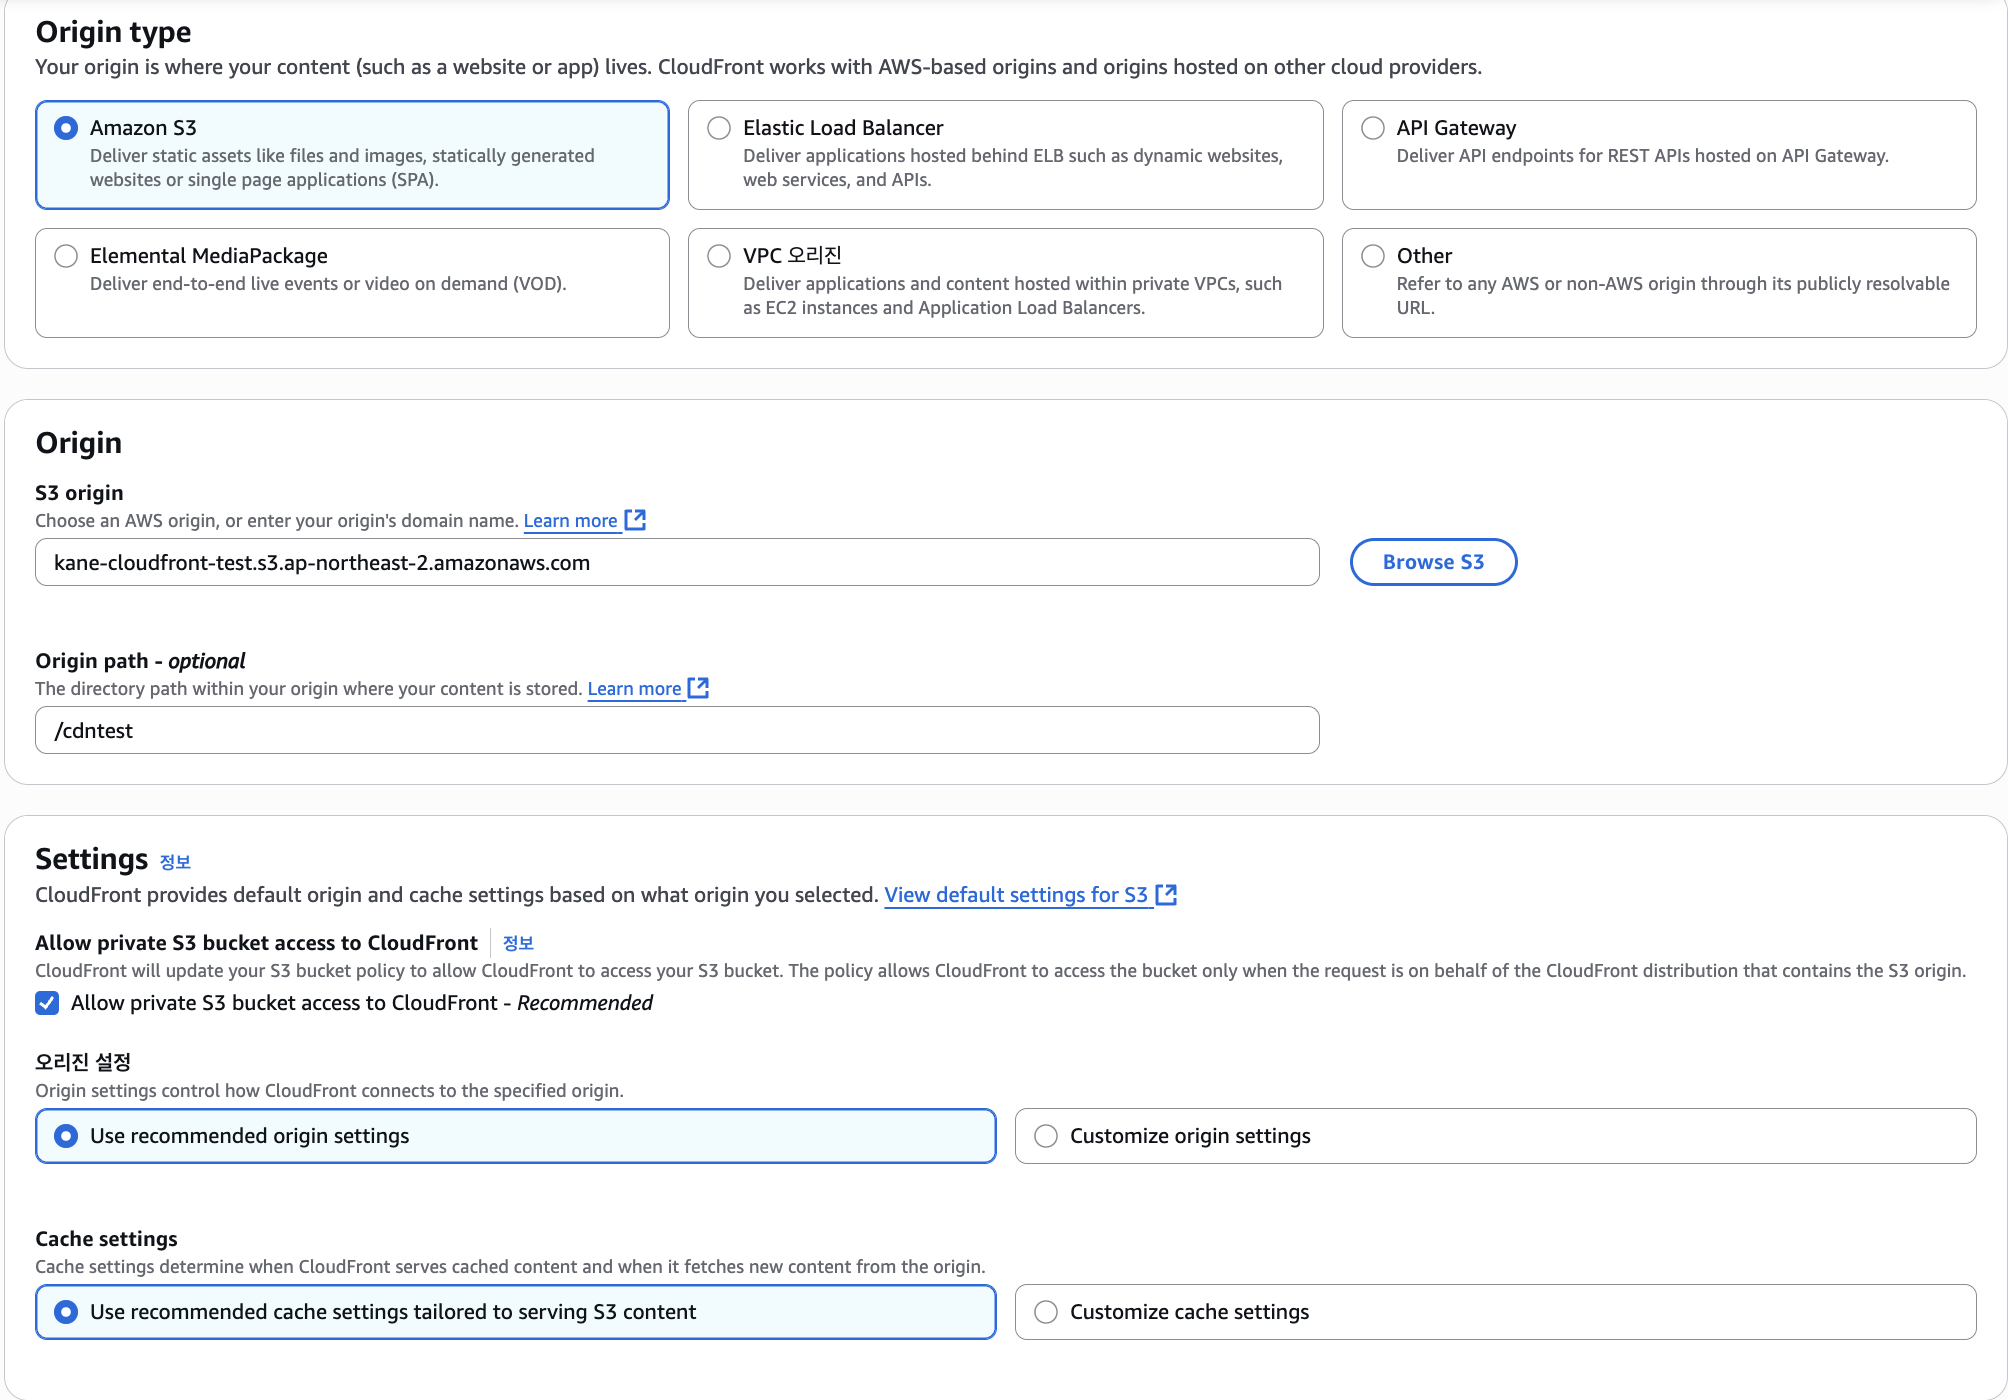 Origin type
Your origin is where your content (such as a website or app) lives. CloudFront works with AWS-based origins and origins hosted on other cloud providers.
Amazon S3
Deliver static assets like files and images, statically generated
websites or single page applications (SPA).
Elastic Load Balancer
Deliver applications hosted behind ELB such as dynamic websites,
web services, and APIs.
API Gateway
Deliver API endpoints for REST APIs hosted on API Gateway.
Elemental MediaPackage
Deliver end-to-end live events or video on demand (VOD).
VPC 오리진
Deliver applications and content hosted within private VPCs, such
as EC2 instances and Application Load Balancers.
Other
Refer to any AWS or non-AWS origin through its publicly resolvable
URL.
Origin
S3 origin
Choose an AWS origin, or enter your origin's domain name. Learn more
kane-cloudfront-test.s3.ap-northeast-2.amazonaws.com
Browse S3
Origin path - optional
The directory path within your origin where your content is stored. Learn more
/cdntest
Settings 정보
CloudFront provides default origin and cache settings based on what origin you selected. View default settings for S3
Allow private S3 bucket access to CloudFront 정보
CloudFront will update your S3 bucket policy to allow CloudFront to access your S3 bucket. The policy allows CloudFront to access the bucket only when the request is on behalf of the CloudFront distribution that contains the S3 origin.
Allow private S3 bucket access to CloudFront - Recommended
오리진 설정
Origin settings control how CloudFront connects to the specified origin.
Use recommended origin settings
Customize origin settings
Cache settings
Cache settings determine when CloudFront serves cached content and when it fetches new content from the origin.
Use recommended cache settings tailored to serving S3 content
Customize cache settings